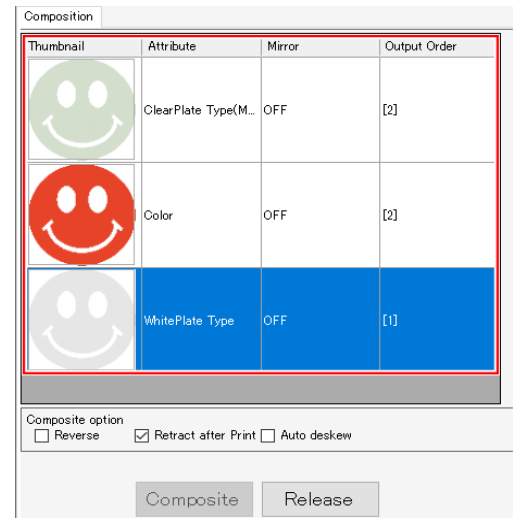 Composition
Thumbnail Attribute Mirror Output Order
ClearPlate Type(M... OFF [2]
Color OFF [2]
WhitePlate Type OFF [1]
Composite option
Reverse Retract after Print Auto deskew
Composite Release